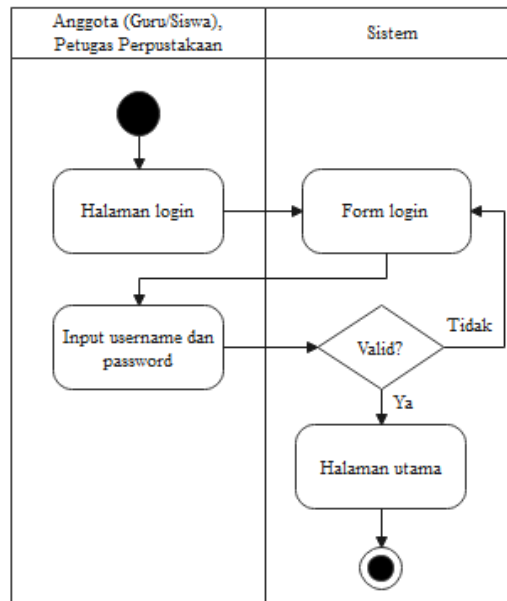 Anggota (Guru/Siswa),
Petugas Perpustakaan
Sistem
Halaman login
Form login
Input username dan
password
Valid?
Tidak
Ya
Halaman utama